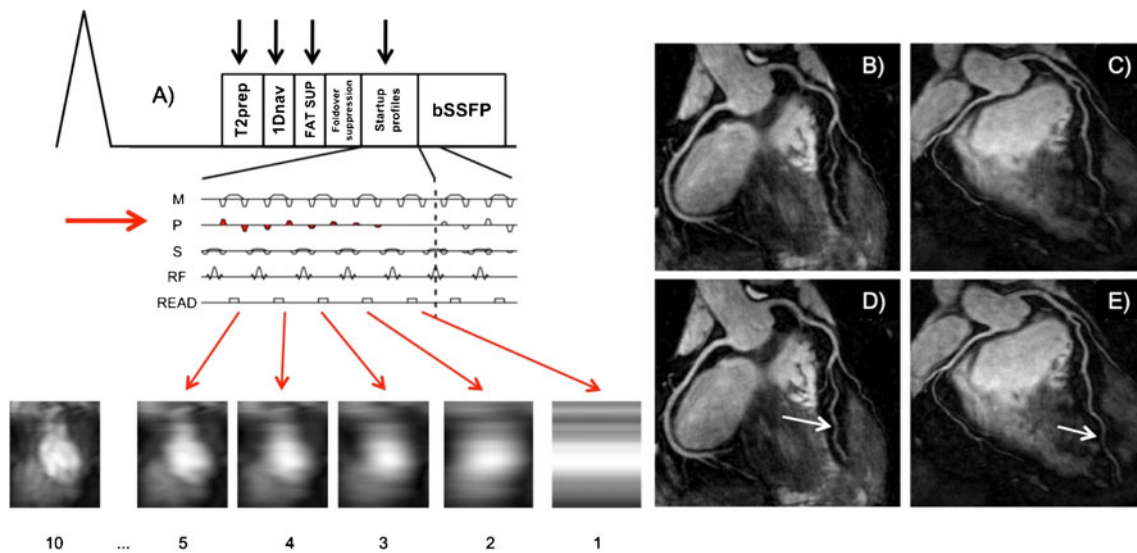 A)
T2prep
1Dnav
FAT SUP
Foldover
suppression
Startup
profiles
bSSFP
M
P
S
RF
READ
10 ... 5 4 3 2 1
B)
C)
D)
E)